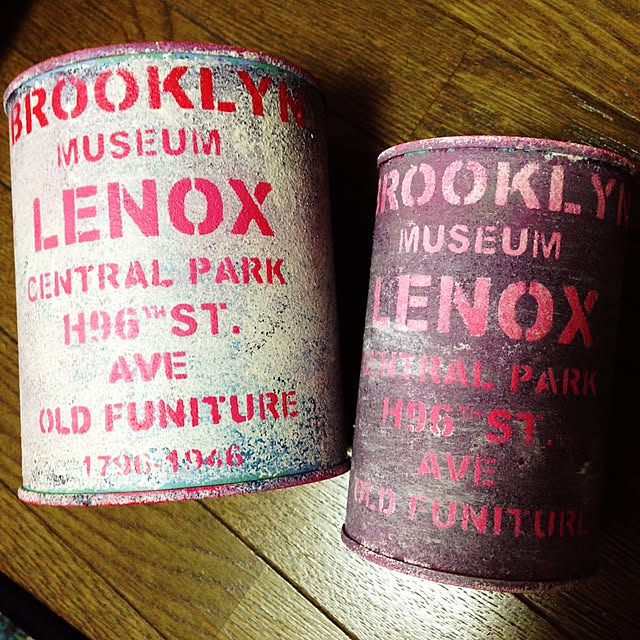 BROOKLYN
MUSEUM
LENOX
CENTRAL PARK
H96TH ST.
AVE
OLD FUNITURE
1796-1946
BROOKLYN
MUSEUM
LENOX
CENTRAL PARK
H96TH ST.
AVE
OLD FUNITURE